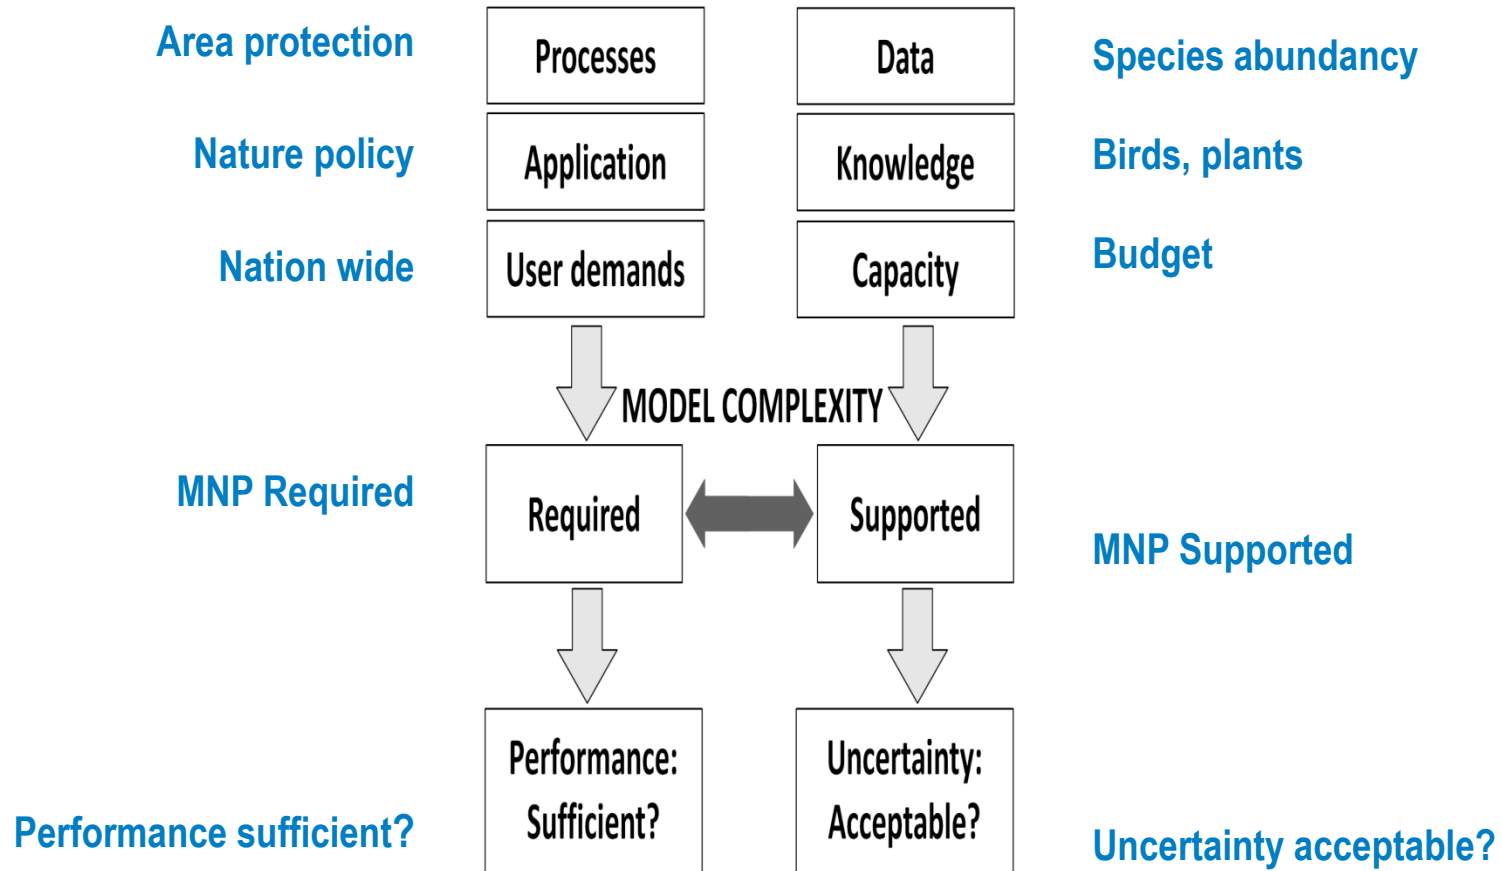 Area protection
Processes
Data
Species abundancy
Nature policy
Application
Knowledge
Birds, plants
Nation wide
User demands
Capacity
Budget
MODEL COMPLEXITY
MNP Required
Required
Supported
MNP Supported
Performance:
Sufficient?
Uncertainty:
Acceptable?
Performance sufficient?
Uncertainty acceptable?